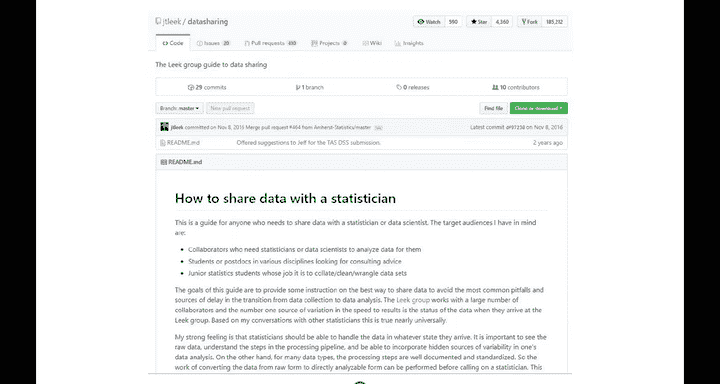 jtleek / datasharing
Watch 990 Star 4,360 Fork
Code Issues 20 Pull requests Projects 0 Wiki Insights
The Leek group guide to data sharing
29 commits 1 branch 0 releases 10 contributors
Branch: master New pull request Find file Clone or download
jtleek committed on Nov 8, 2016 Merge pull request #464 from Amherst-Statistics/master Latest commit on Nov 8, 2016
README.md Offered suggestions to Jeff for the TAS DSS submission. 2 years ago
README.md
How to share data with a statistician
This is a guide for anyone who needs to share data with a statistician or data scientist. The target audiences I have in mind
are:
• Collaborators who need statisticians or data scientists to analyze data for them
• Students or postdocs in various disciplines looking for consulting advice
• Junior statistics students whose job it is to collate/clean/wrangle data sets
The goals of this guide are to provide some instruction on the best way to share data to avoid the most common pitfalls and
sources of delay in the transition from data collection to data analysis. The Leek group works with a large number of
collaborators and the number one source of variation in the speed to results is the status of the data when they arrive at the
Leek group. Based on my conversations with other statisticians this is true nearly universally.
My strong feeling is that statisticians should be able to handle the data in whatever state they arrive. It is important to see the
raw data, understand the steps in the processing pipeline, and be able to incorporate hidden sources of variability in one's
data analysis. On the other hand, for many data types, the processing steps are well documented and standardized. So the
work of converting the data from raw form to directly analyzable form can be performed before calling on a statistician. This